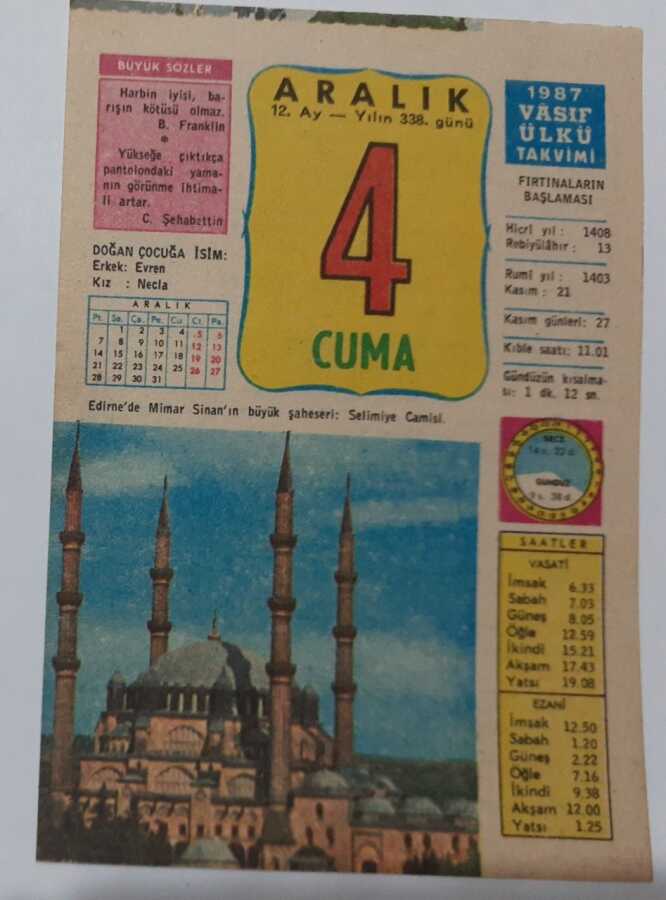 BÜYÜK SÖZLER
Harbin iyisi, ba-
rışın kötüsü olmaz.
B. Franklin
*
Yükseğe çıktıkça
pantolondaki yama-
nın görünme ihtima-
li artar.
C. Şehabettin
DOĞAN ÇOCUĞA İSİM:
Erkek: Evren
Kız : Necla
ARALIK
Pt. Sa. Ça. Pe. Cu Ct. Pa.
1 2 3 4 5 6
7 8 9 10 11 12 13
14 15 16 17 18 19 20
21 22 23 24 25 26 27
28 29 30 31
ARALIK
12. Ay — Yılın 338. günü
4
CUMA
1987
VÂSIF
ÜLKÜ
TAKVİMİ
FIRTINALARIN
BAŞLAMASI
Hicrî yıl : 1408
Rebiyülâhır : 13
Rumî yıl : 1403
Kasım : 21
Kasım günleri: 27
Kıble saati: 11.01
Gündüzün kısalma-
sı: 1 dk. 12 sn.
Edirne'de Mimar Sinan'ın büyük şaheseri: Selimiye Camisi.
GECE
14 s. 22 d.
GÜNDÜZ
9 s. 38 d.
SAATLER
VASATİ
İmsak 6.33
Sabah 7.03
Güneş 8.05
Öğle 12.59
İkindi 15.21
Akşam 17.43
Yatsı 19.08
EZANİ
İmsak 12.50
Sabah 1.20
Güneş 2.22
Öğle 7.16
İkindi 9.38
Akşam 12.00
Yatsı 1.25